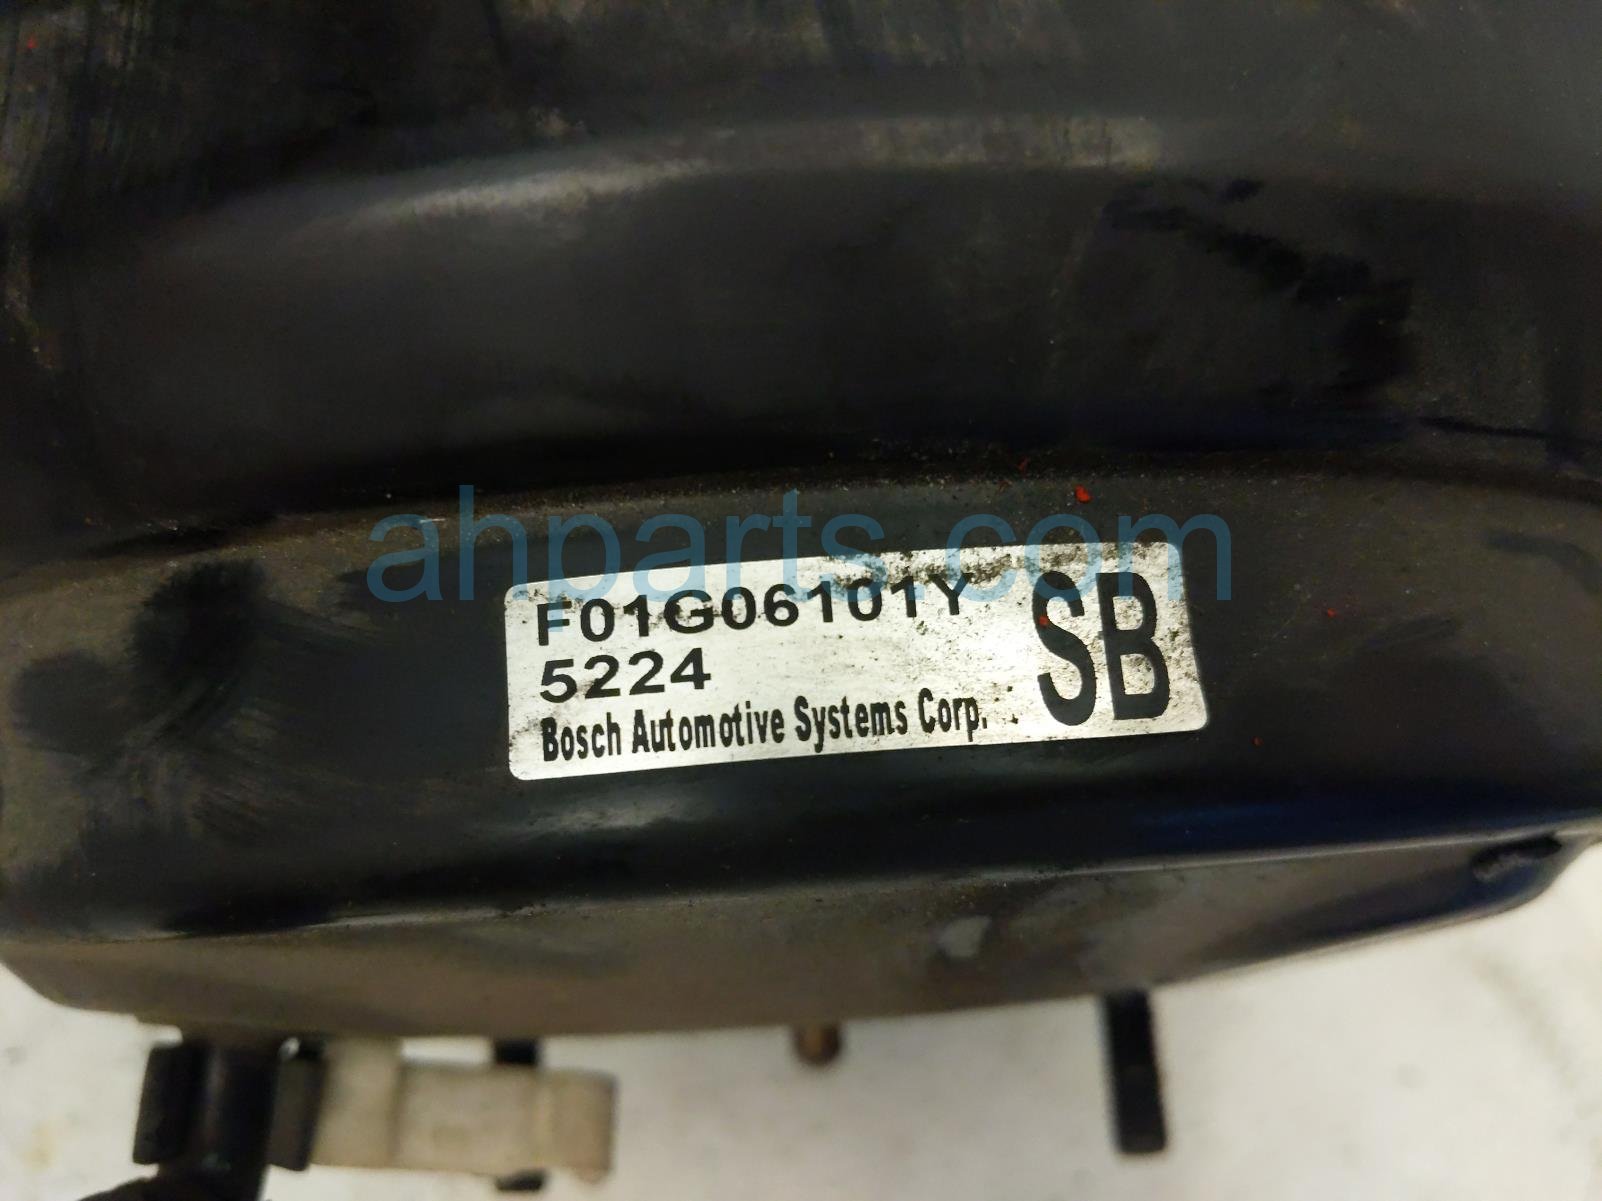 ahparts.com
F01G06101Y
5224
SB
Bosch Automotive Systems Corp.